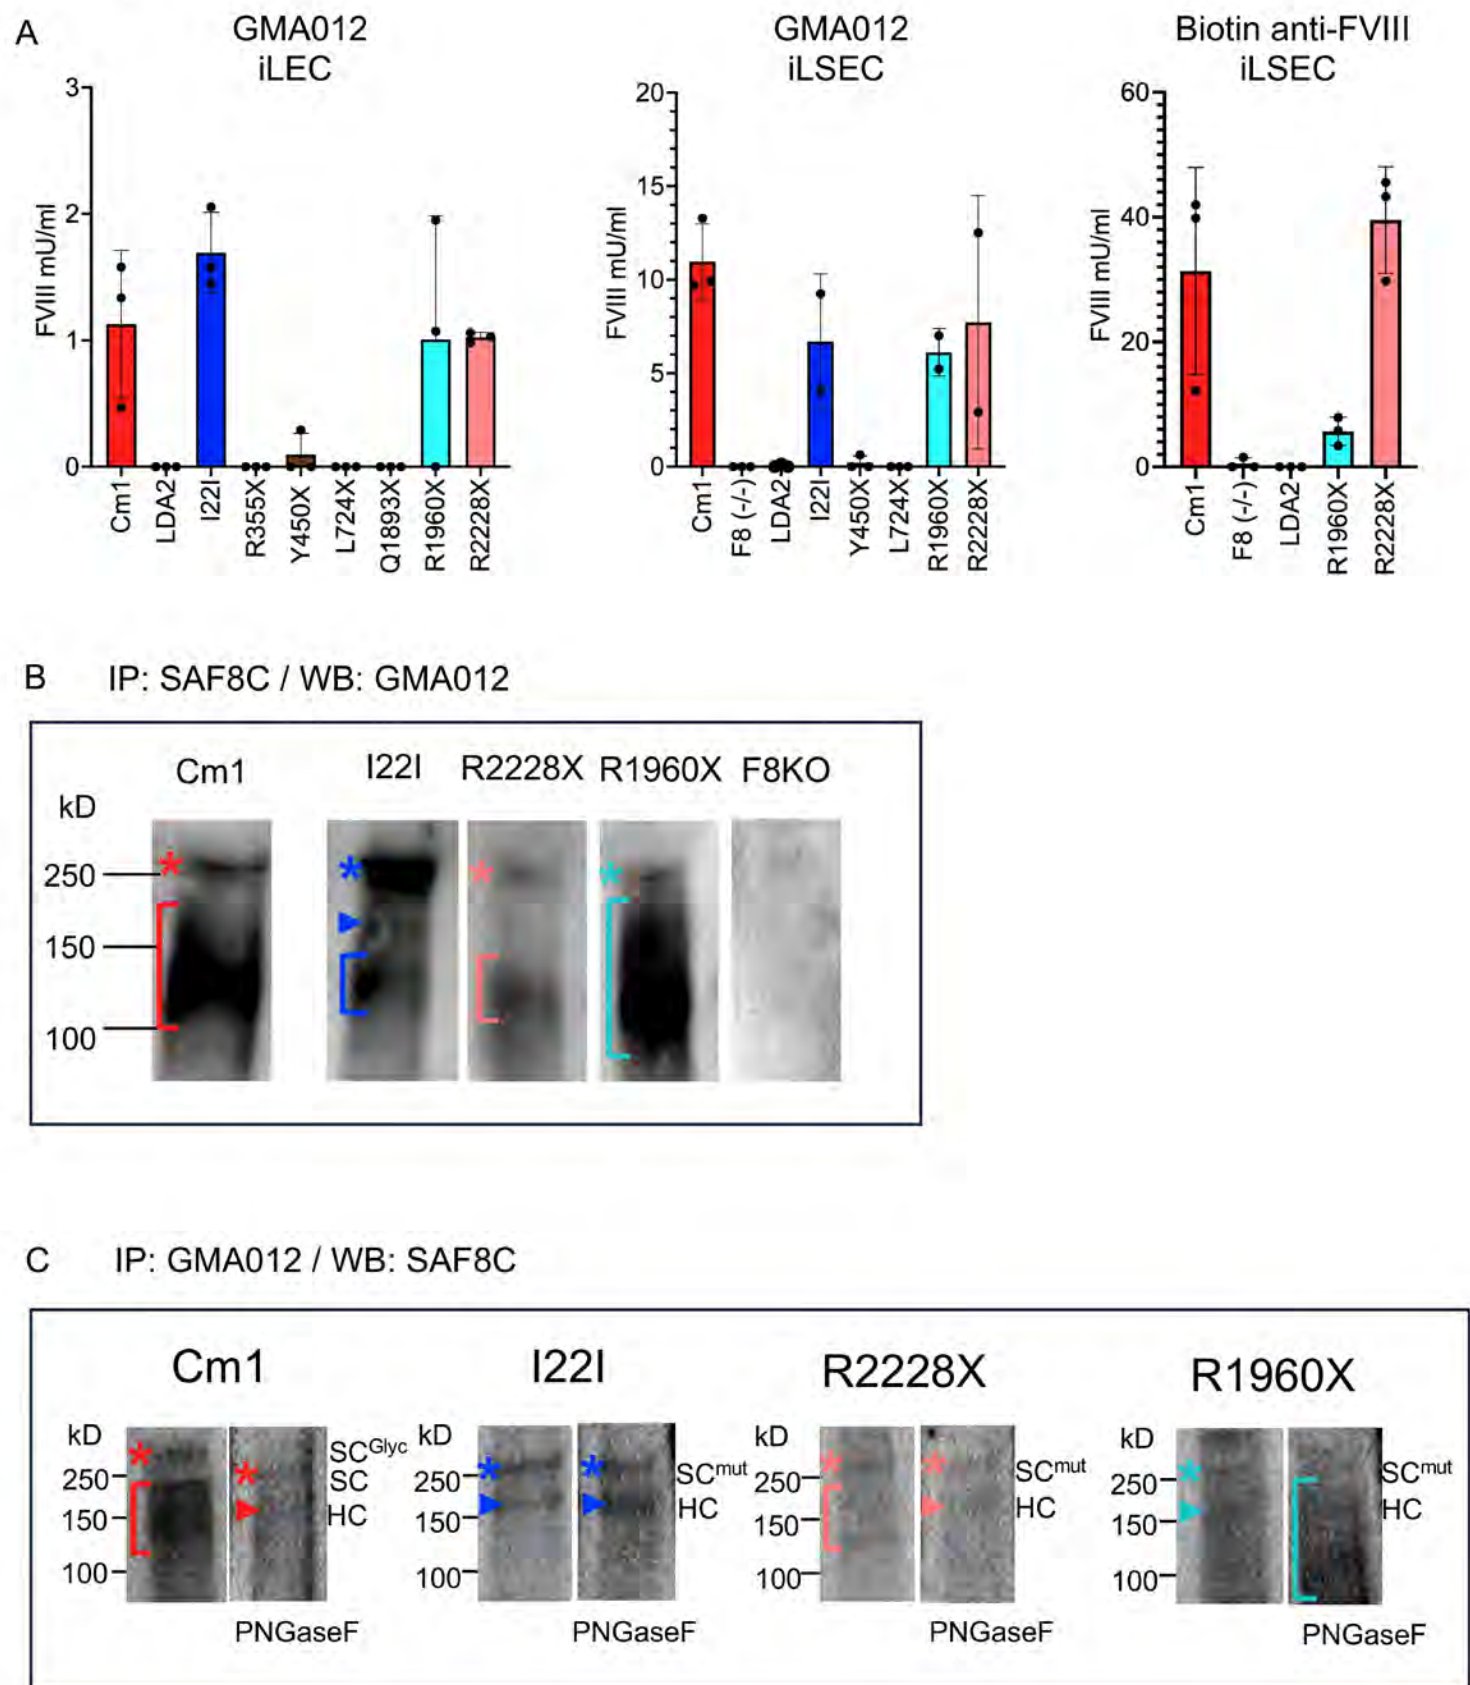 A
GMA012
iLEC
FVIII mU/ml
3
2
1
0
Cm1
LDA2
I22I
R355X
Y450X
L724X
Q1893X
R1960X
R2228X
GMA012
iLSEC
FVIII mU/ml
20
15
10
5
0
Cm1
F8 (-/-)
LDA2
I22I
Y450X
L724X
R1960X
R2228X
Biotin anti-FVIII
iLSEC
FVIII mU/ml
60
40
20
0
Cm1
F8 (-/-)
LDA2
R1960X
R2228X
B IP: SAF8C / WB: GMA012
Cm1 I22I R2228X R1960X F8KO
kD
* * * *
250
150
100
C IP: GMA012 / WB: SAF8C
Cm1
kD
250
150
100
* *
SCGlyc
SC
HC
PNGaseF
I22I
kD
250
150
100
* *
SCmut
HC
PNGaseF
R2228X
kD
250
150
100
* *
SCmut
HC
PNGaseF
R1960X
kD
250
150
100
*
SCmut
HC
PNGaseF